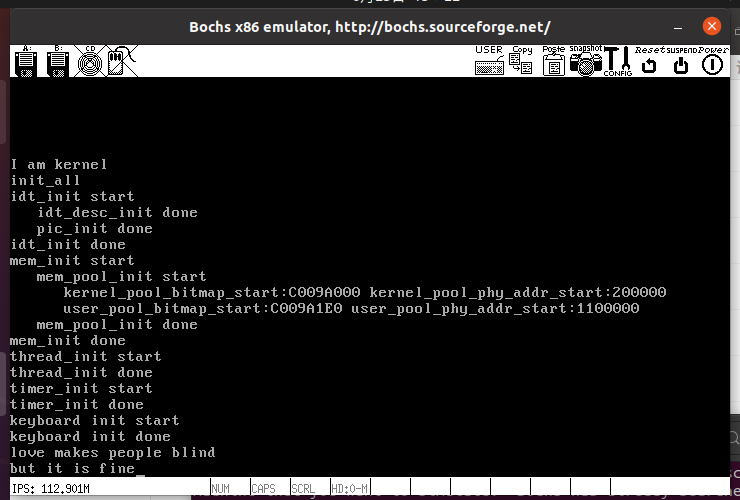 Bochs x86 emulator, http://bochs.sourceforge.net/
A: B: CD USER Copy Paste snapshot CONFIG Reset SUSPEND Power
I am kernel
init_all
idt_init start
idt_desc_init done
pic_init done
idt_init done
mem_init start
mem_pool_init start
kernel_pool_bitmap_start:C009A000 kernel_pool_phy_addr_start:200000
user_pool_bitmap_start:C009A1E0 user_pool_phy_addr_start:1100000
mem_pool_init done
mem_init done
thread_init start
thread_init done
timer_init start
timer_init done
keyboard init start
keyboard init done
love makes people blind
but it is fine_
IPS: 112.901M NUM CAPS SCRL HD:0-M